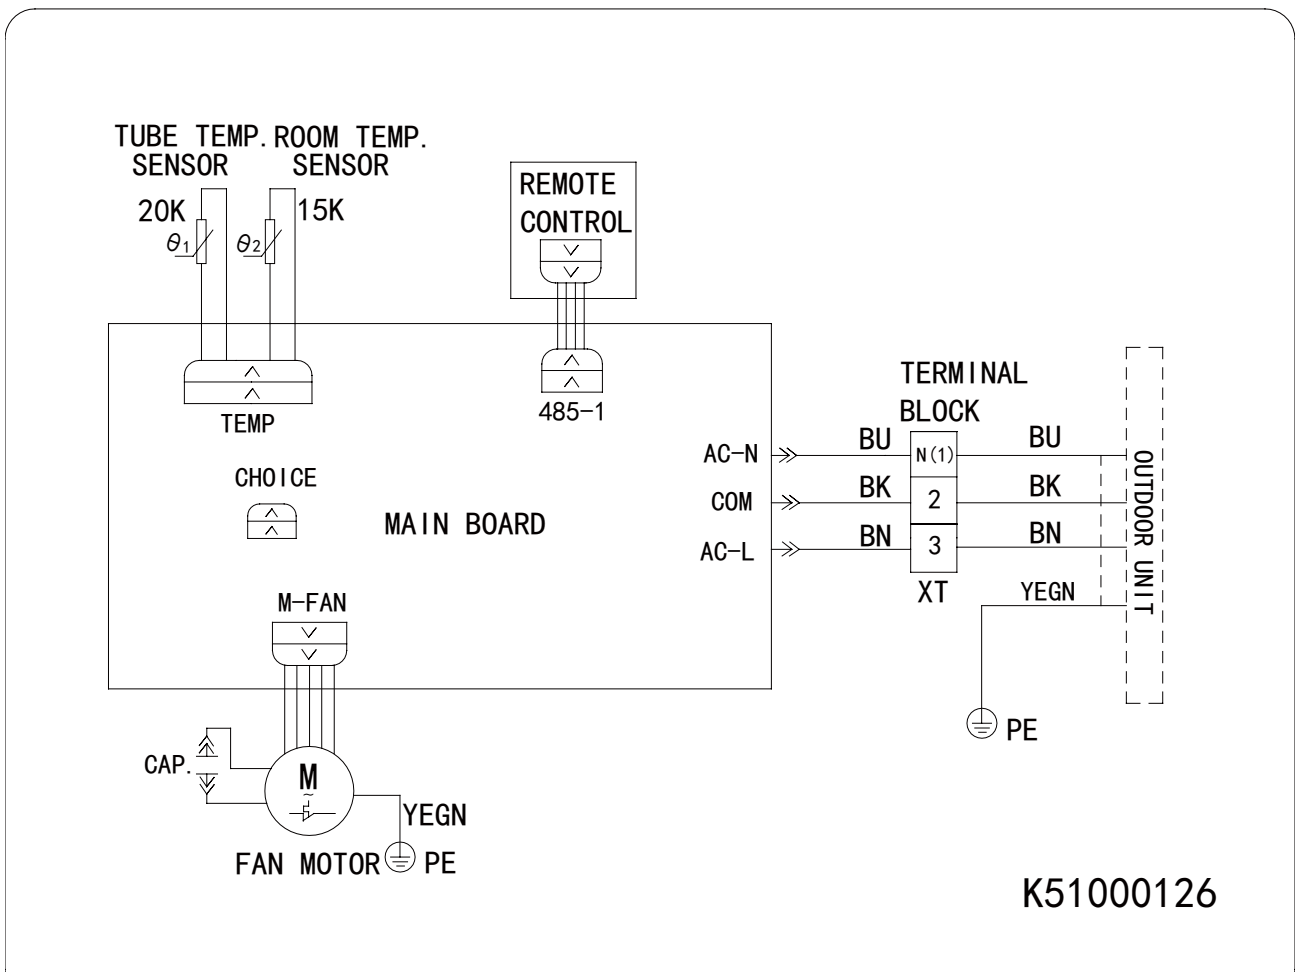 TUBE TEMP. SENSOR
ROOM TEMP. SENSOR
20K
15K
θ1
θ2
REMOTE
CONTROL
TEMP
485-1
TERMINAL
BLOCK
CHOICE
MAIN BOARD
AC-N
BU
N(1)
BU
COM
BK
2
BK
AC-L
BN
3
BN
XT
YEGN
OUTDOOR UNIT
PE
M-FAN
CAP.
M
~
YEGN
FAN MOTOR
PE
K51000126